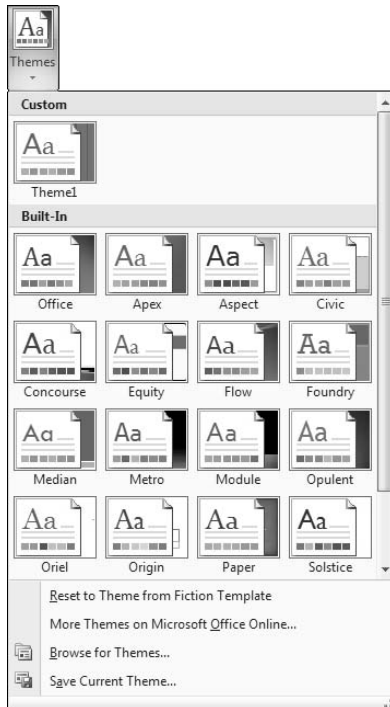 Aa
Themes
Custom
Aa
Theme1
Built-In
Aa Aa Aa Aa
Office Apex Aspect Civic
Aa Aa Aa Aa
Concourse Equity Flow Foundry
Aa Aa Aa Aa
Median Metro Module Opulent
Aa Aa Aa Aa
Oriel Origin Paper Solstice
Reset to Theme from Fiction Template
More Themes on Microsoft Office Online...
Browse for Themes...
Save Current Theme...